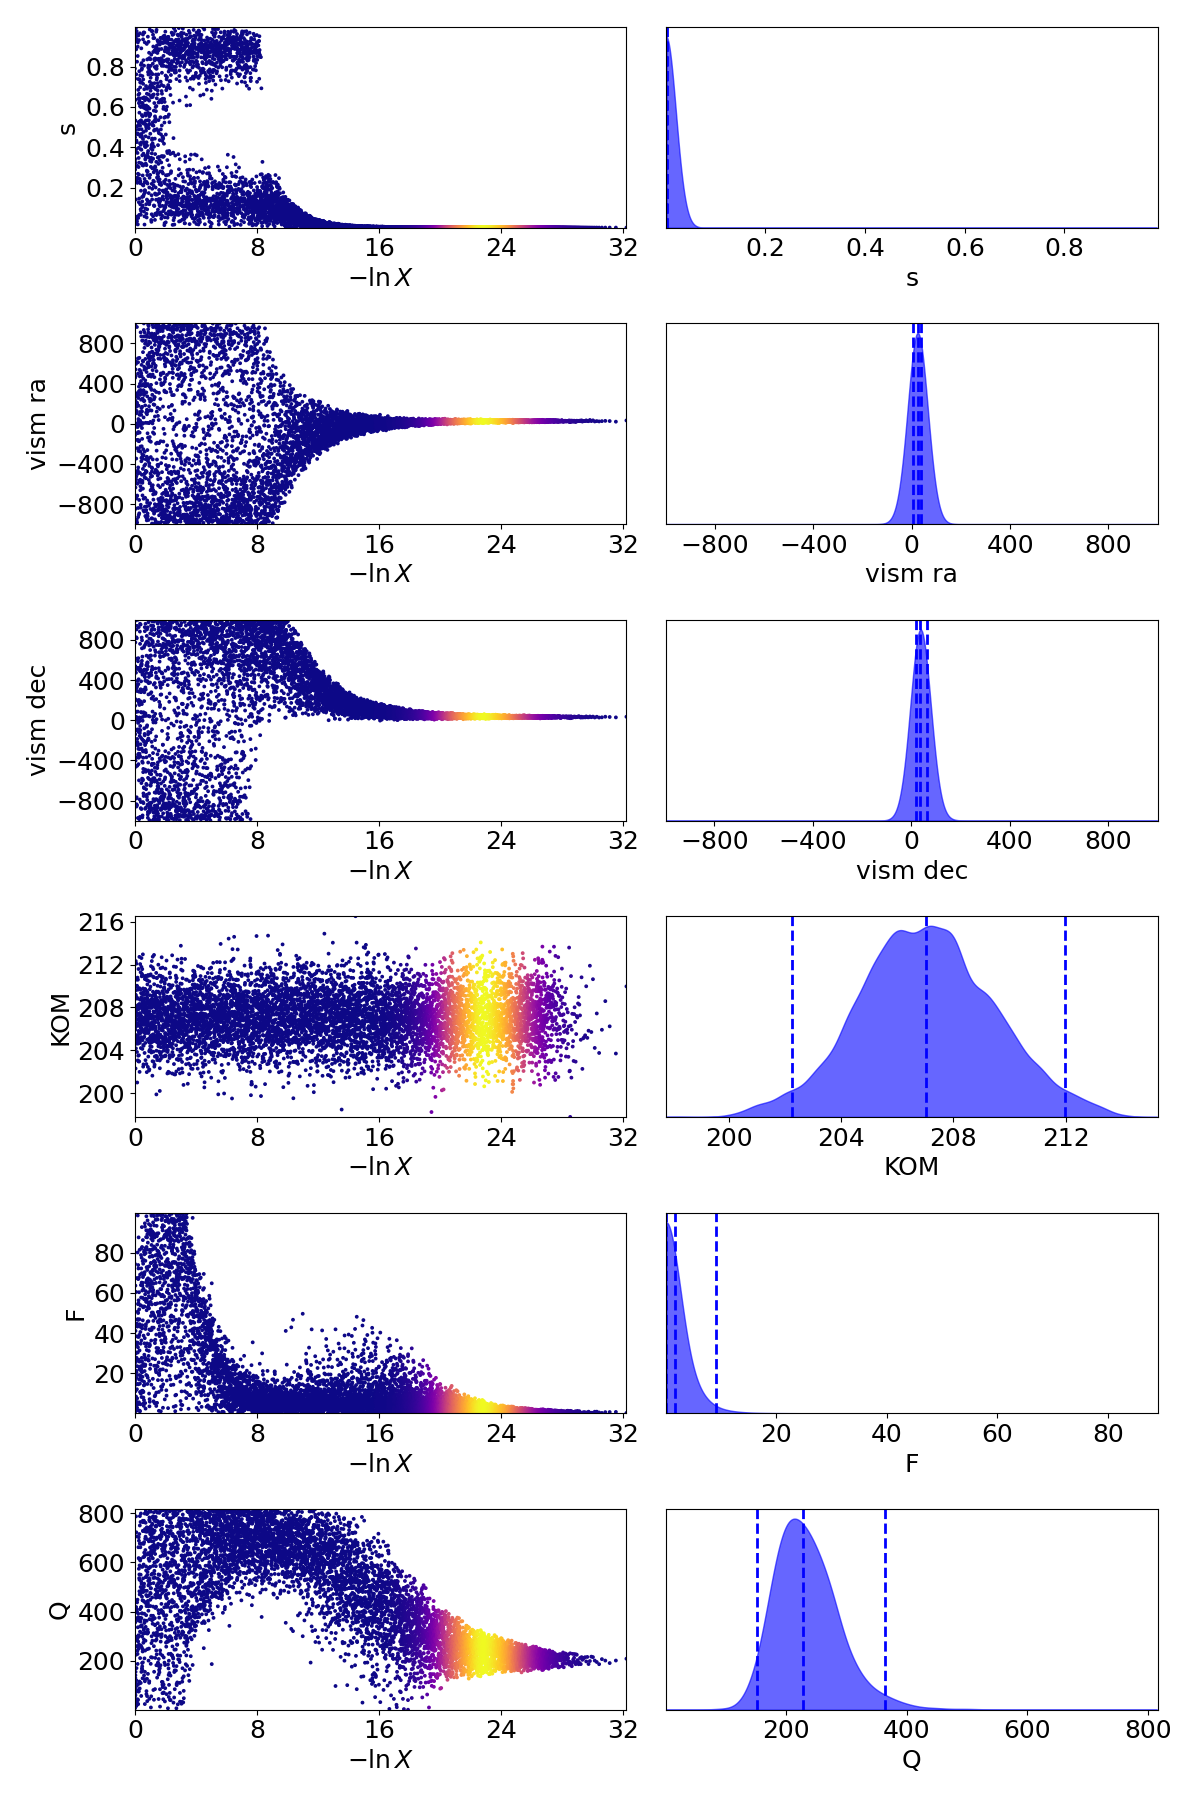 0.8
0.6
0.4
0.2
s
0 8 16 24 32
−ln X
0.2 0.4 0.6 0.8
s
800
400
0
−400
−800
vism ra
0 8 16 24 32
−ln X
−800 −400 0 400 800
vism ra
800
400
0
−400
−800
vism dec
0 8 16 24 32
−ln X
−800 −400 0 400 800
vism dec
216
212
208
204
200
KOM
0 8 16 24 32
−ln X
200 204 208 212
KOM
80
60
40
20
F
0 8 16 24 32
−ln X
20 40 60 80
F
800
600
400
200
Q
0 8 16 24 32
−ln X
200 400 600 800
Q